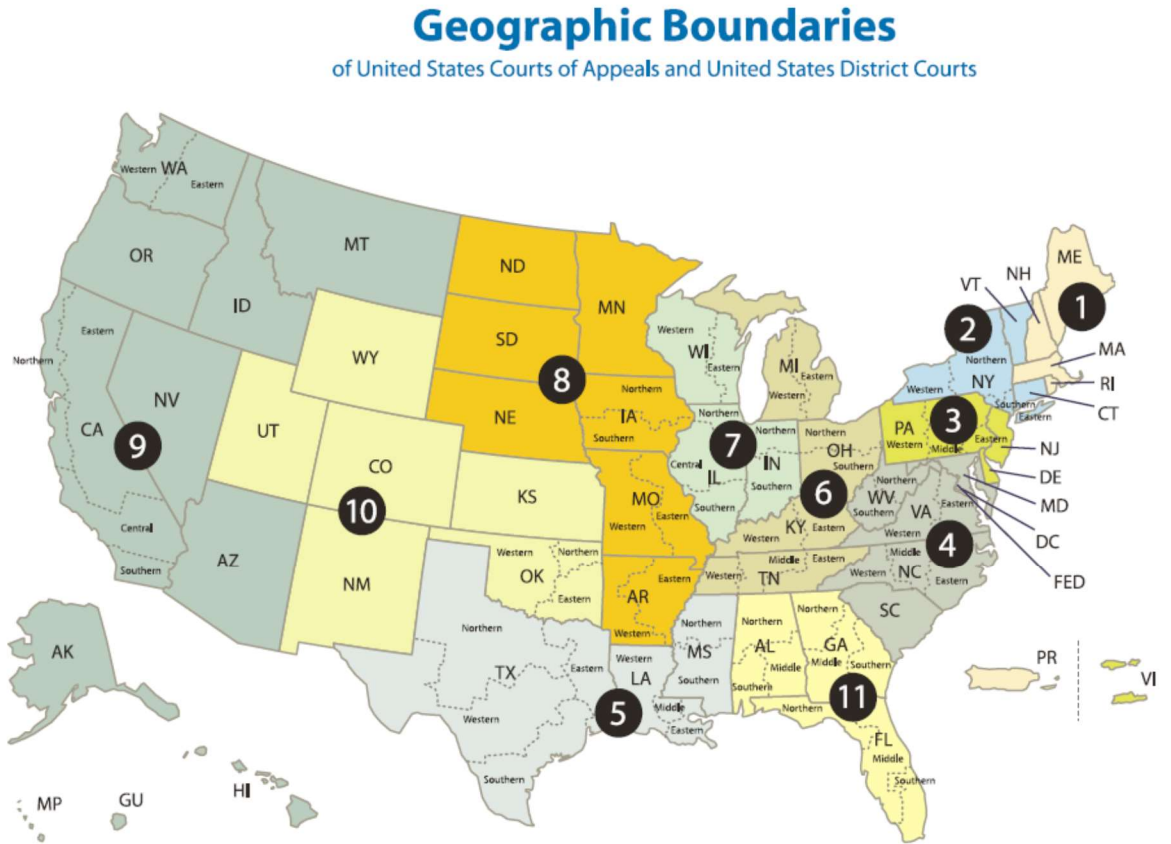 Geographic Boundaries
of United States Courts of Appeals and United States District Courts
Western WA
Eastern
OR
ID
MT
ND
MN
SD
WY
8
NE
Northern
IA
Southern
Western
WI
Eastern
MI
Eastern
Western
VT
NH
ME
1
2
Northern
Western
NY
Southern
Eastern
MA
RI
CT
Eastern
Northern
NV
CA
9
Central
Southern
UT
CO
10
KS
AZ
NM
Northern
7
Central
IL
Southern
Northern
IN
Southern
Northern
OH
Southern
6
PA
3
Western
Middle
Eastern
NJ
DE
MD
DC
FED
Northern
WV
Southern
Eastern
VA
Western
4
MO
Western
Eastern
KY
Western
Eastern
Western
Middle
Eastern
TN
Middle
Western
NC
Eastern
SC
Western
Northern
OK
Eastern
Eastern
AR
Western
Northern
TX
Eastern
Western
Southern
Western
LA
5
Middle
Eastern
Northern
MS
Southern
Northern
AL
Middle
Southern
Northern
GA
Middle
Southern
11
Northern
FL
Middle
Southern
AK
MP
GU
HI
PR
VI